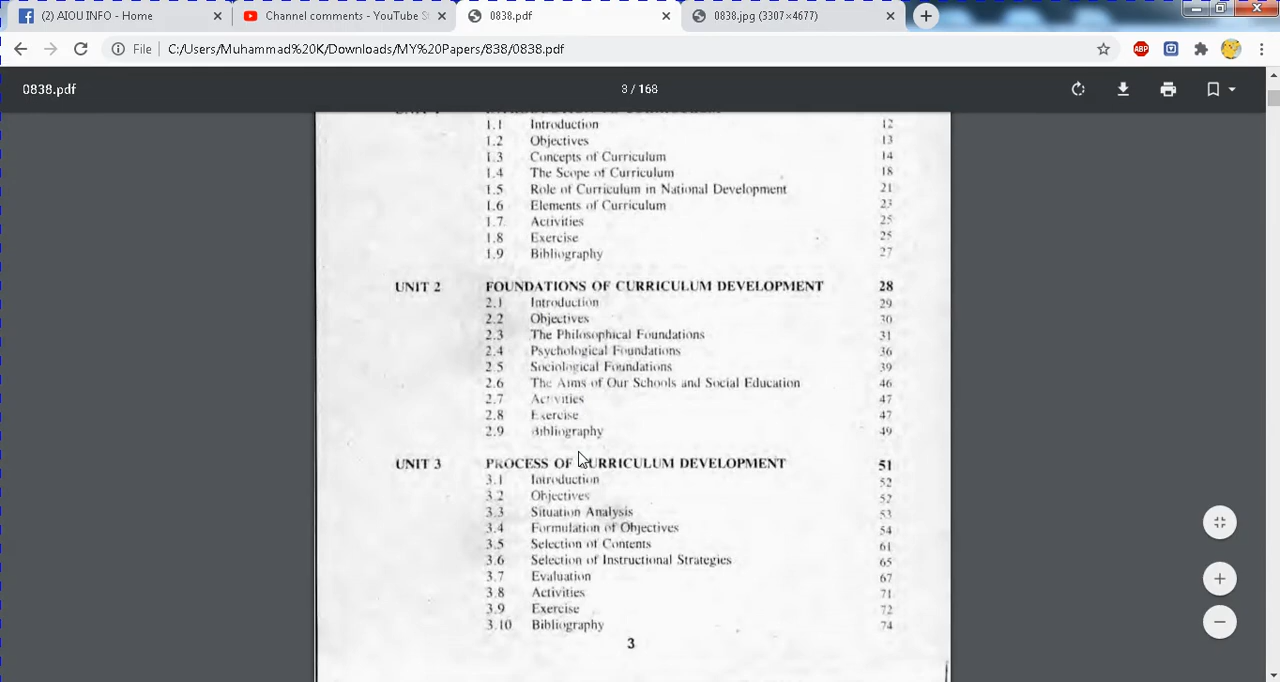 (2) AIOU INFO - Home
Channel comments - YouTube S
0838.pdf
0838.jpg (3307×4677)
File
C:/Users/Muhammad%20K/Downloads/MY%20Papers/838/0838.pdf
ABP
0838.pdf
3 / 168
1.1 Introduction 12
1.2 Objectives 13
1.3 Concepts of Curriculum 14
1.4 The Scope of Curriculum 18
1.5 Role of Curriculum in National Development 21
1.6 Elements of Curriculum 23
1.7. Activities 25
1.8 Exercise 25
1.9 Bibliography 27
UNIT 2 FOUNDATIONS OF CURRICULUM DEVELOPMENT 28
2.1 Introduction 29
2.2 Objectives 30
2.3 The Philosophical Foundations 31
2.4 Psychological Foundations 36
2.5 Sociological Foundations 39
2.6 The Aims of Our Schools and Social Education 46
2.7 Activities 47
2.8 Exercise 47
2.9 Bibliography 49
UNIT 3 PROCESS OF CURRICULUM DEVELOPMENT 51
3.1 Introduction 52
3.2 Objectives 52
3.3 Situation Analysis 53
3.4 Formulation of Objectives 54
3.5 Selection of Contents 61
3.6 Selection of Instructional Strategies 65
3.7 Evaluation 67
3.8 Activities 71
3.9 Exercise 72
3.10 Bibliography 74
3